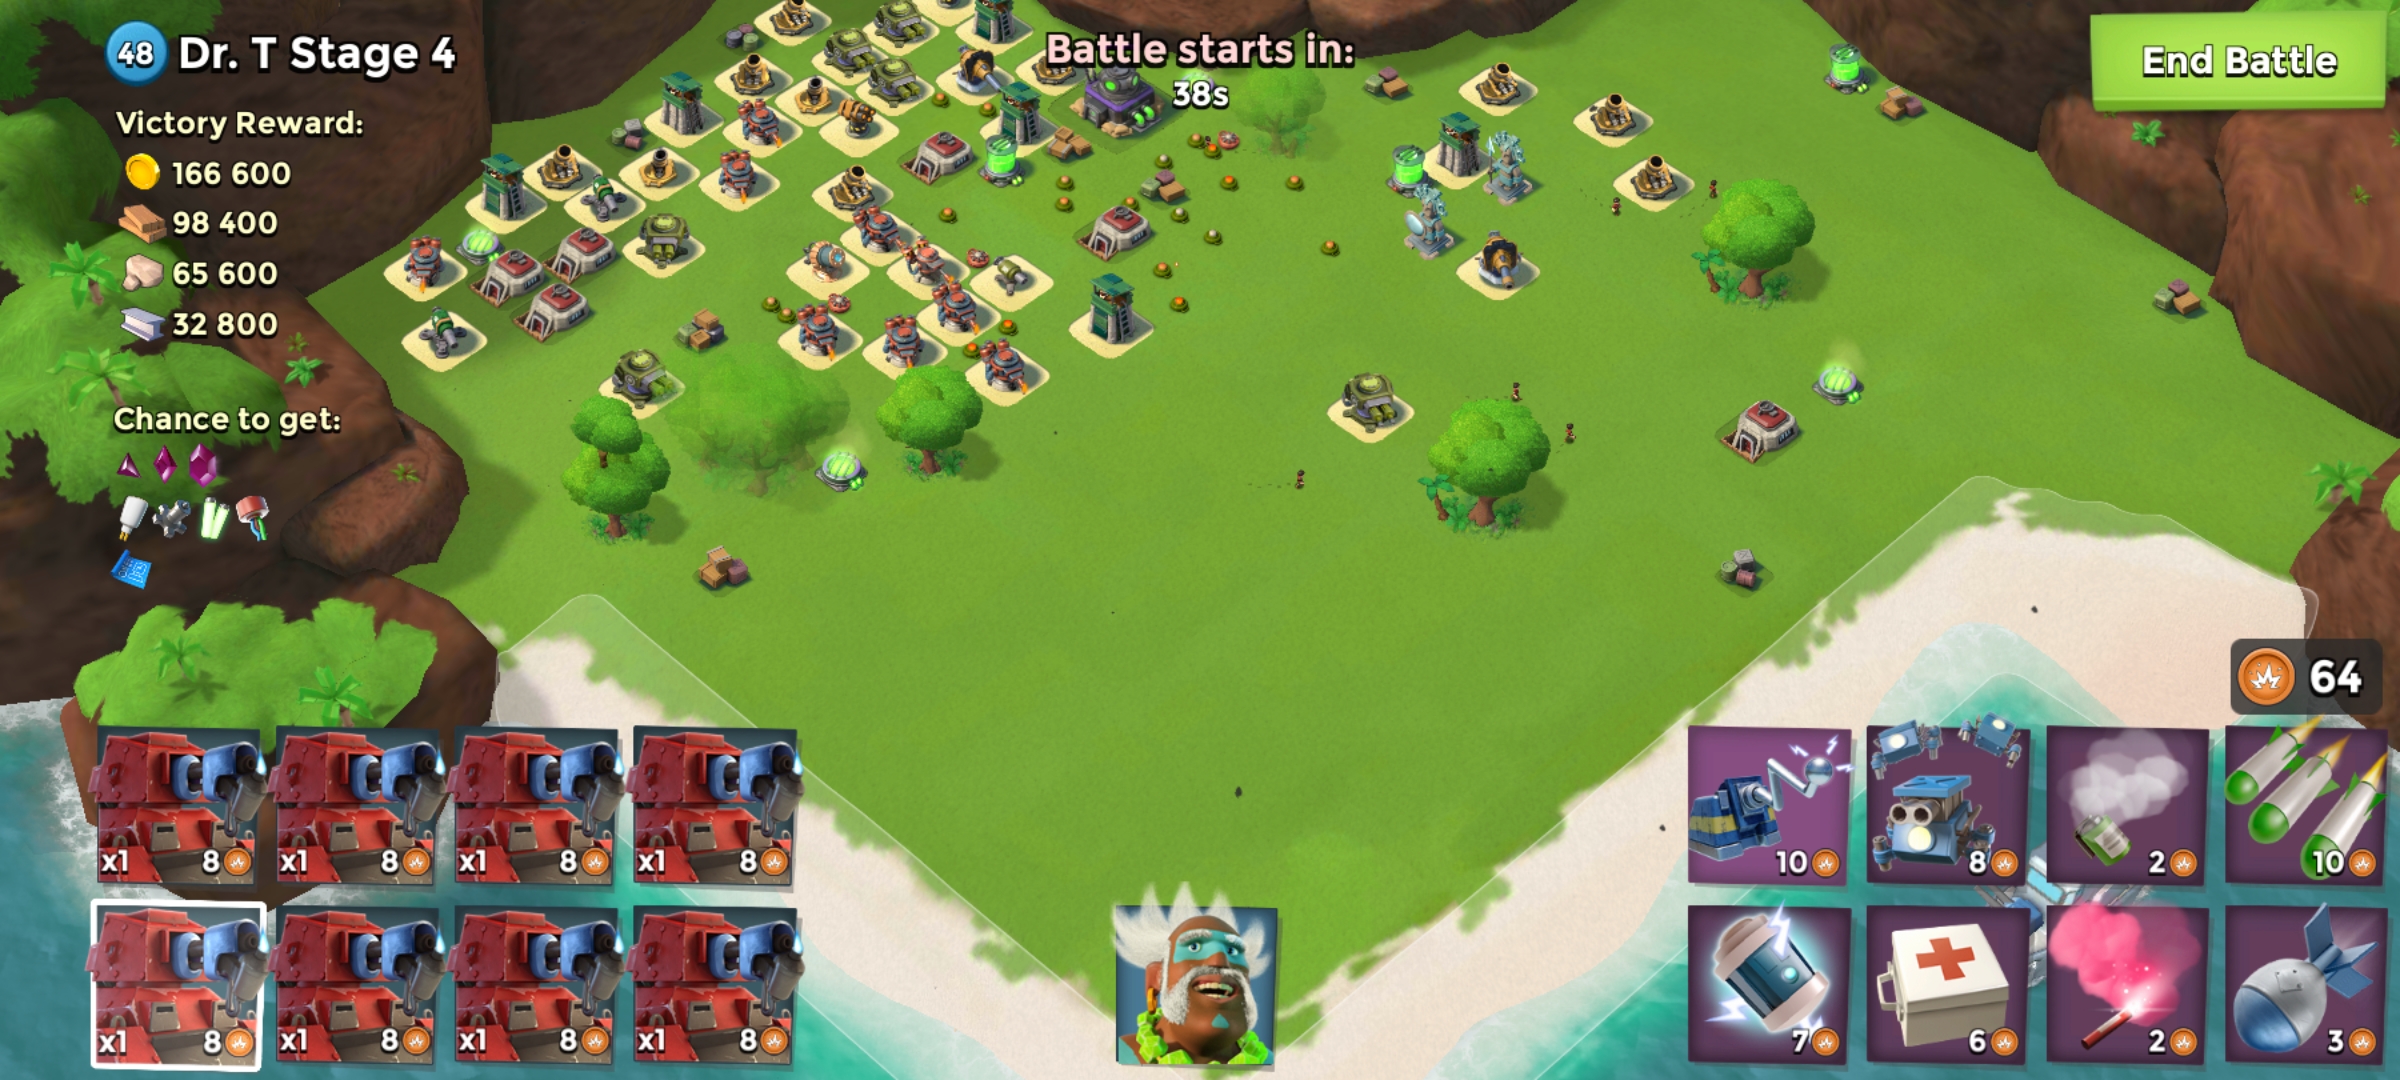 48 Dr. T Stage 4
Victory Reward:
166 600
98 400
65 600
32 800
Chance to get:
Battle starts in:
38s
End Battle
64
x1 8
x1 8
x1 8
x1 8
x1 8
x1 8
x1 8
x1 8
10
8
2
10
7
6
2
3